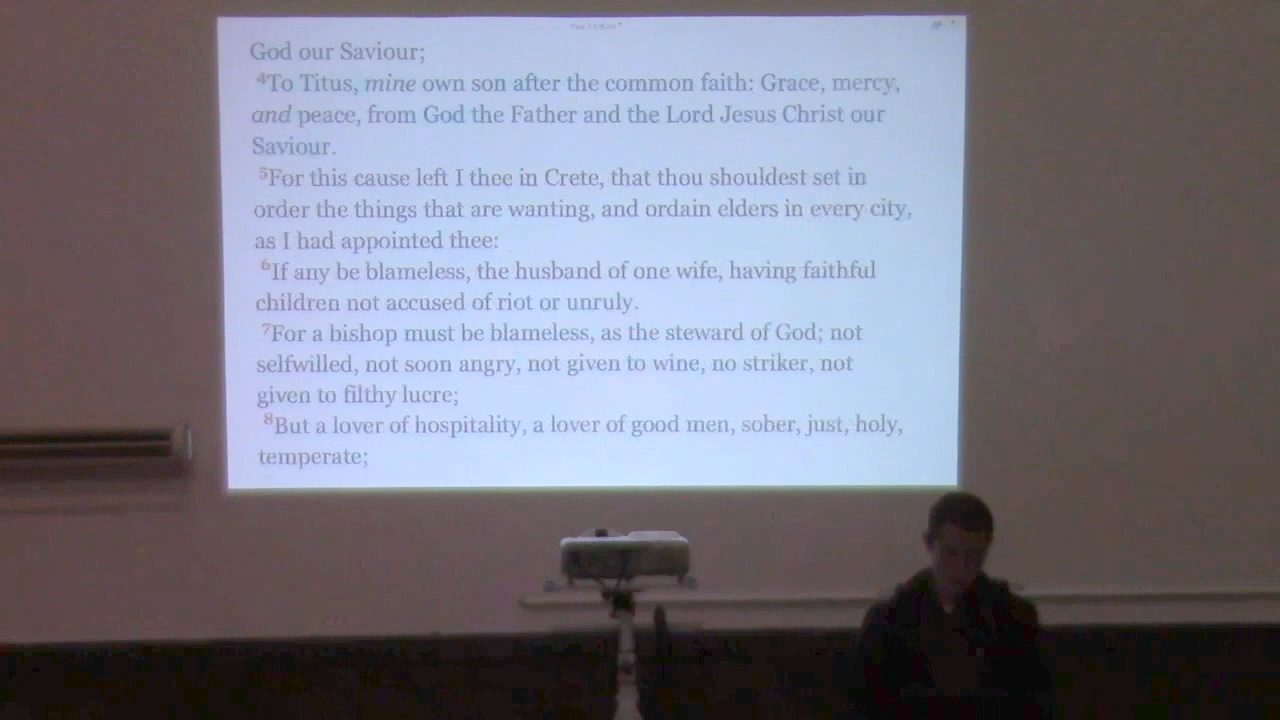 God our Saviour;
4To Titus, mine own son after the common faith: Grace, mercy,
and peace, from God the Father and the Lord Jesus Christ our
Saviour.
5For this cause left I thee in Crete, that thou shouldest set in
order the things that are wanting, and ordain elders in every city,
as I had appointed thee:
6If any be blameless, the husband of one wife, having faithful
children not accused of riot or unruly.
7For a bishop must be blameless, as the steward of God; not
selfwilled, not soon angry, not given to wine, no striker, not
given to filthy lucre;
8But a lover of hospitality, a lover of good men, sober, just, holy,
temperate;